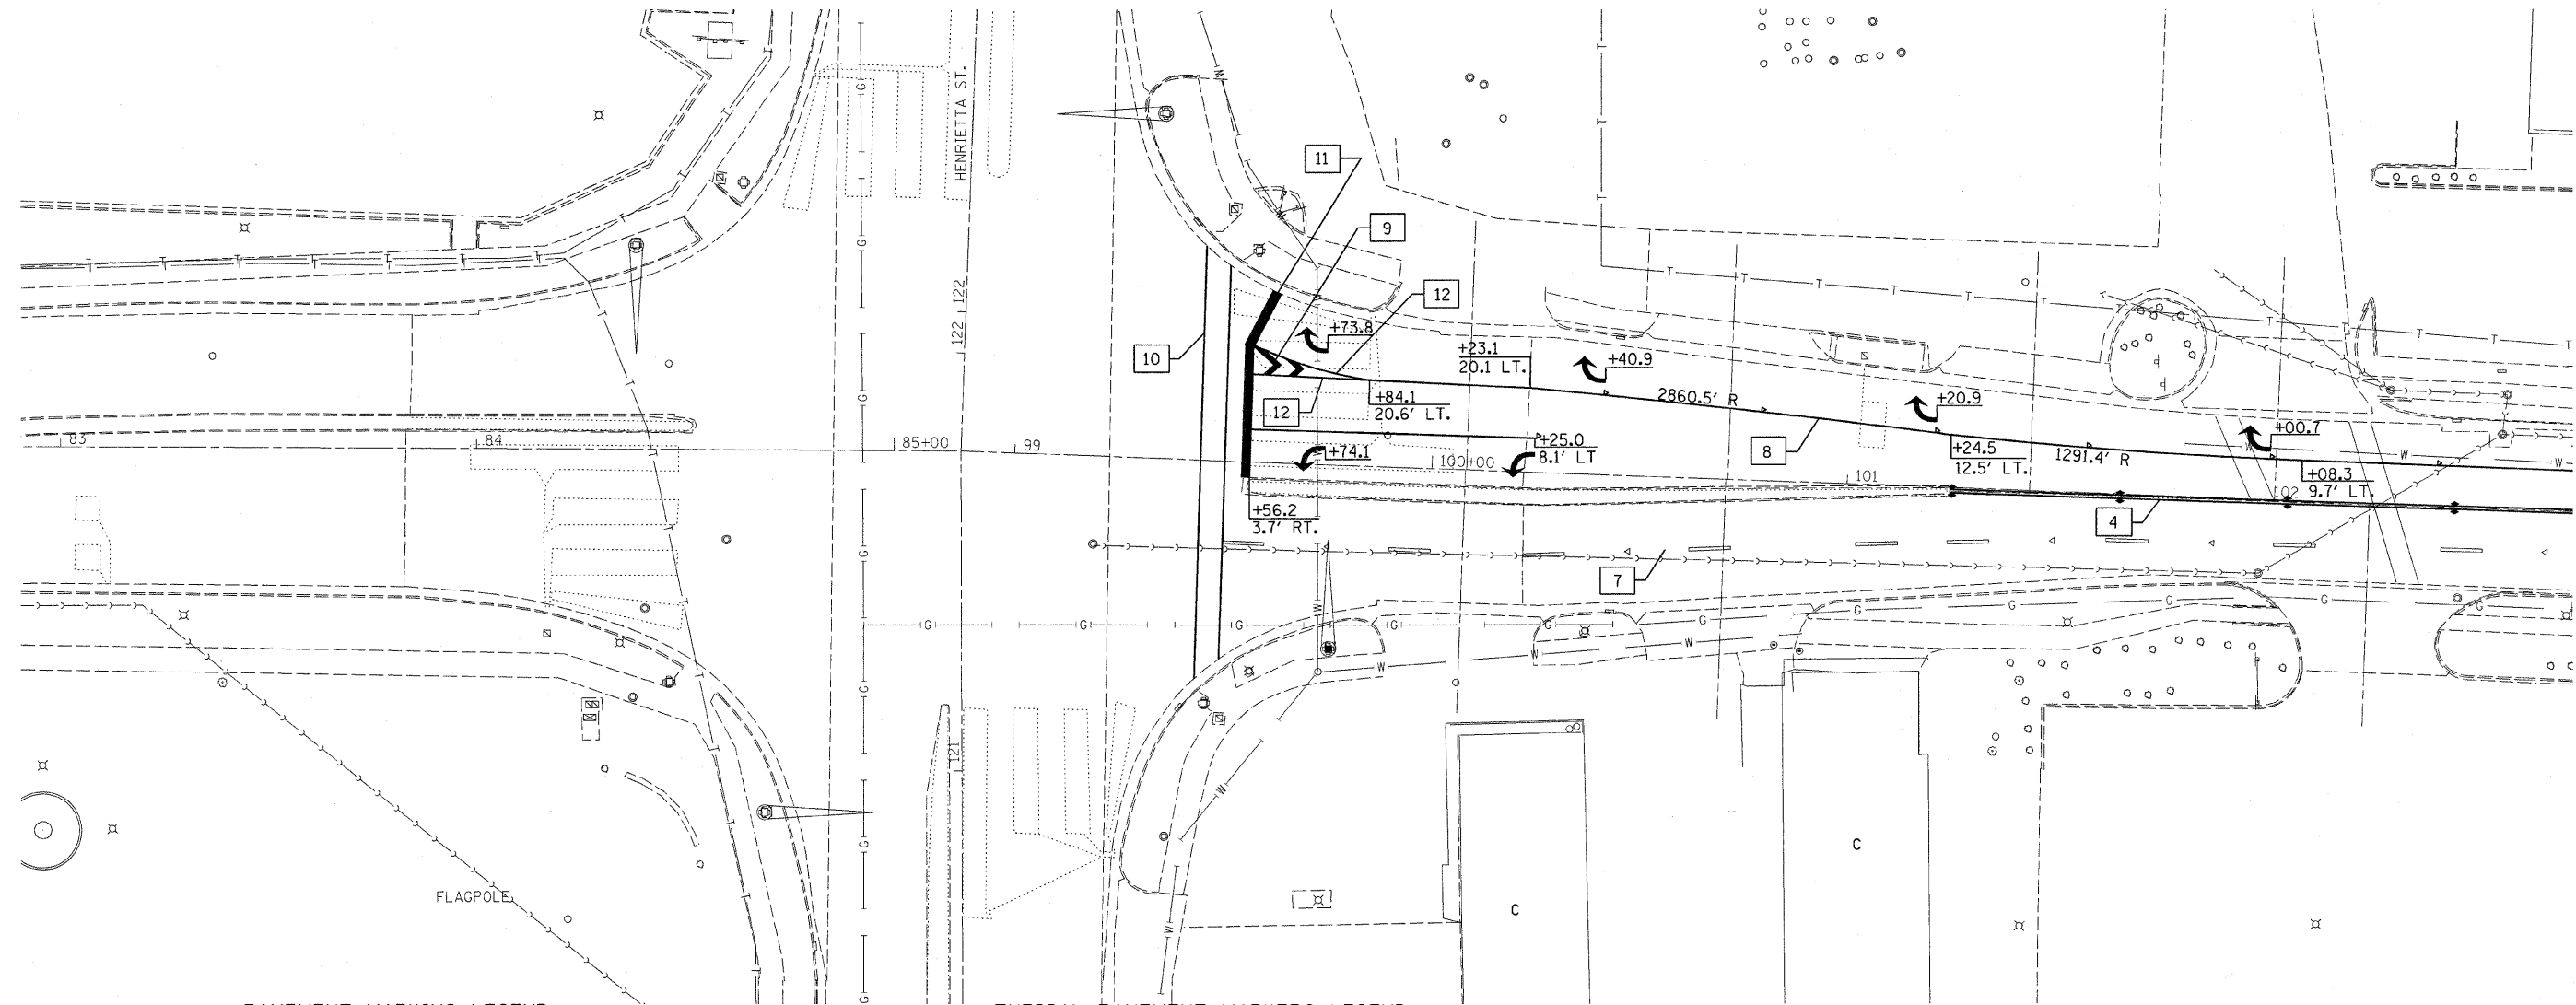 HENRIETTA ST.
122
122
11
9
12
10
+73.8
+23.1
20.1 LT.
+40.9
12
+84.1
20.6' LT.
2860.5' R
+20.9
83
84
85+00
99
+74.1
+25.0
8.1' LT
100+00
8
+24.5
12.5' LT.
1291.4' R
+00.7
101
102
+08.3
9.7' LT.
+56.2
3.7' RT.
4
7
121
FLAGPOLE
C
C
T
G
W